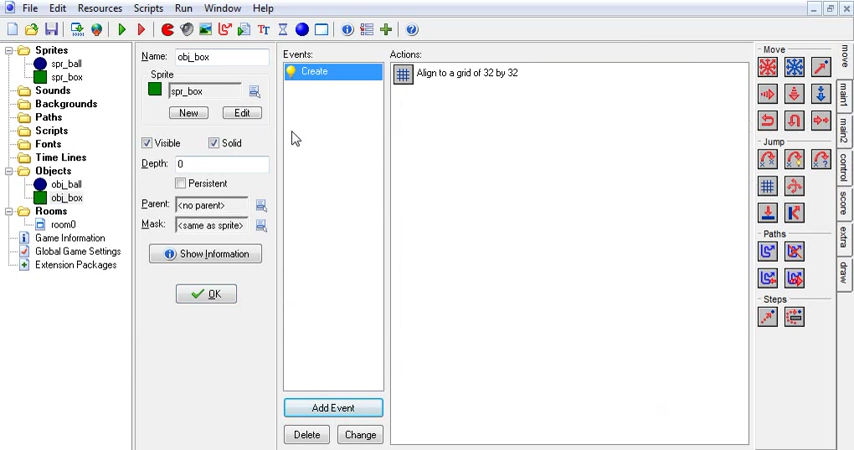 File Edit Resources Scripts Run Window Help
Sprites
spr_ball
spr_box
Sounds
Backgrounds
Paths
Scripts
Fonts
Time Lines
Objects
obj_ball
obj_box
Rooms
room0
Game Information
Global Game Settings
Extension Packages
Name: obj_box
Sprite
spr_box
New Edit
Visible Solid
Depth: 0
Persistent
Parent: <no parent>
Mask: <same as sprite>
Show Information
OK
Events:
Create
Add Event
Delete Change
Actions:
Align to a grid of 32 by 32
Move
Jump
Paths
Steps
move
main1
main2
control
score
extra
draw